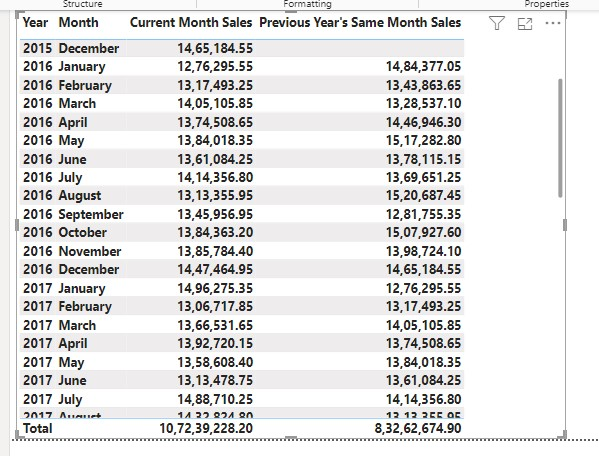 Structure Formatting Properties
Year Month Current Month Sales Previous Year's Same Month Sales
2015 December 14,65,184.55
2016 January 12,76,295.55 14,84,377.05
2016 February 13,17,493.25 13,43,863.65
2016 March 14,05,105.85 13,28,537.10
2016 April 13,74,508.65 14,46,946.30
2016 May 13,84,018.35 15,17,282.80
2016 June 13,61,084.25 13,78,115.15
2016 July 14,14,356.80 13,69,651.25
2016 August 13,13,355.95 15,20,687.45
2016 September 13,45,956.95 12,81,755.35
2016 October 13,84,363.20 15,07,927.60
2016 November 13,85,784.40 13,98,724.10
2016 December 14,47,464.95 14,65,184.55
2017 January 14,96,275.35 12,76,295.55
2017 February 13,06,717.85 13,17,493.25
2017 March 13,66,531.65 14,05,105.85
2017 April 13,92,720.15 13,74,508.65
2017 May 13,58,608.40 13,84,018.35
2017 June 13,13,478.75 13,61,084.25
2017 July 14,88,710.25 14,14,356.80
2017 August 14,32,824.80 13,13,355.95
Total 10,72,39,228.20 8,32,62,674.90